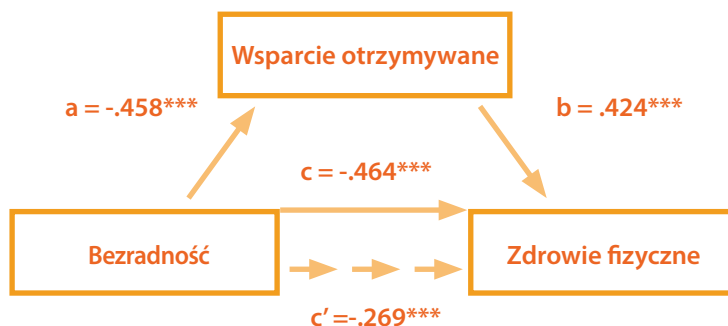 Wsparcie otrzymywane
a = -.458***
b = .424***
c = -.464***
Bezradność
Zdrowie fizyczne
c’ =-.269***